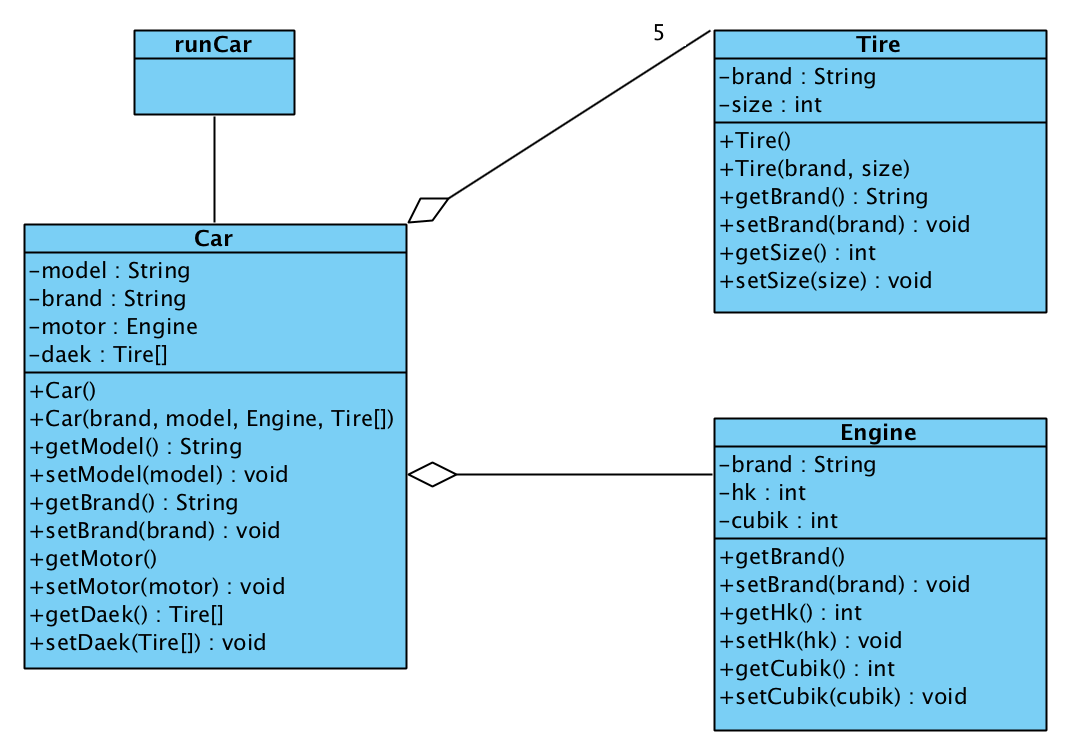 runCar
5
Tire
-brand : String
-size : int
+Tire()
+Tire(brand, size)
+getBrand() : String
+setBrand(brand) : void
+getSize() : int
+setSize(size) : void
Car
-model : String
-brand : String
-motor : Engine
-daek : Tire[]
+Car()
+Car(brand, model, Engine, Tire[])
+getModel() : String
+setModel(model) : void
+getBrand() : String
+setBrand(brand) : void
+getMotor()
+setMotor(motor) : void
+getDaek() : Tire[]
+setDaek(Tire[]) : void
Engine
-brand : String
-hk : int
-cubik : int
+getBrand()
+setBrand(brand) : void
+getHk() : int
+setHk(hk) : void
+getCubik() : int
+setCubik(cubik) : void